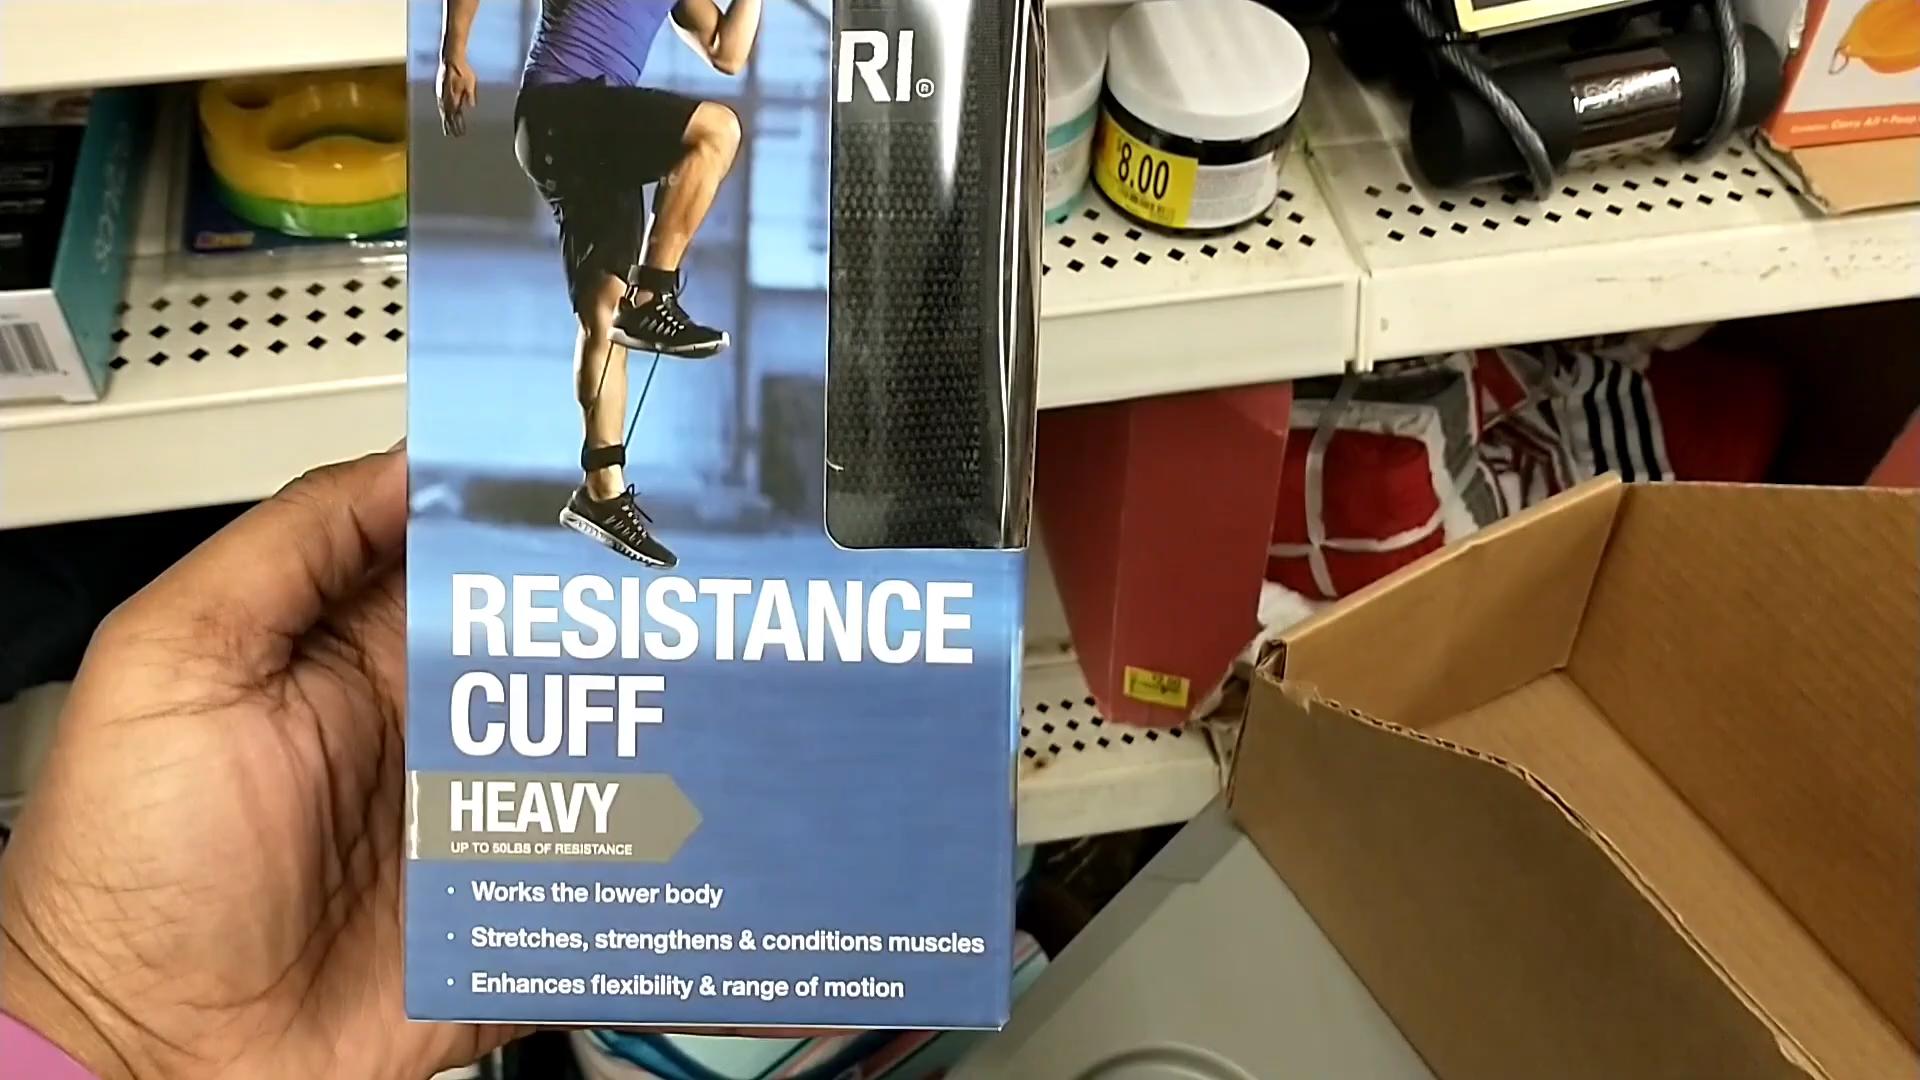 RI®
8.00
RESISTANCE
CUFF
HEAVY
UP TO 50LBS OF RESISTANCE
• Works the lower body
• Stretches, strengthens & conditions muscles
• Enhances flexibility & range of motion